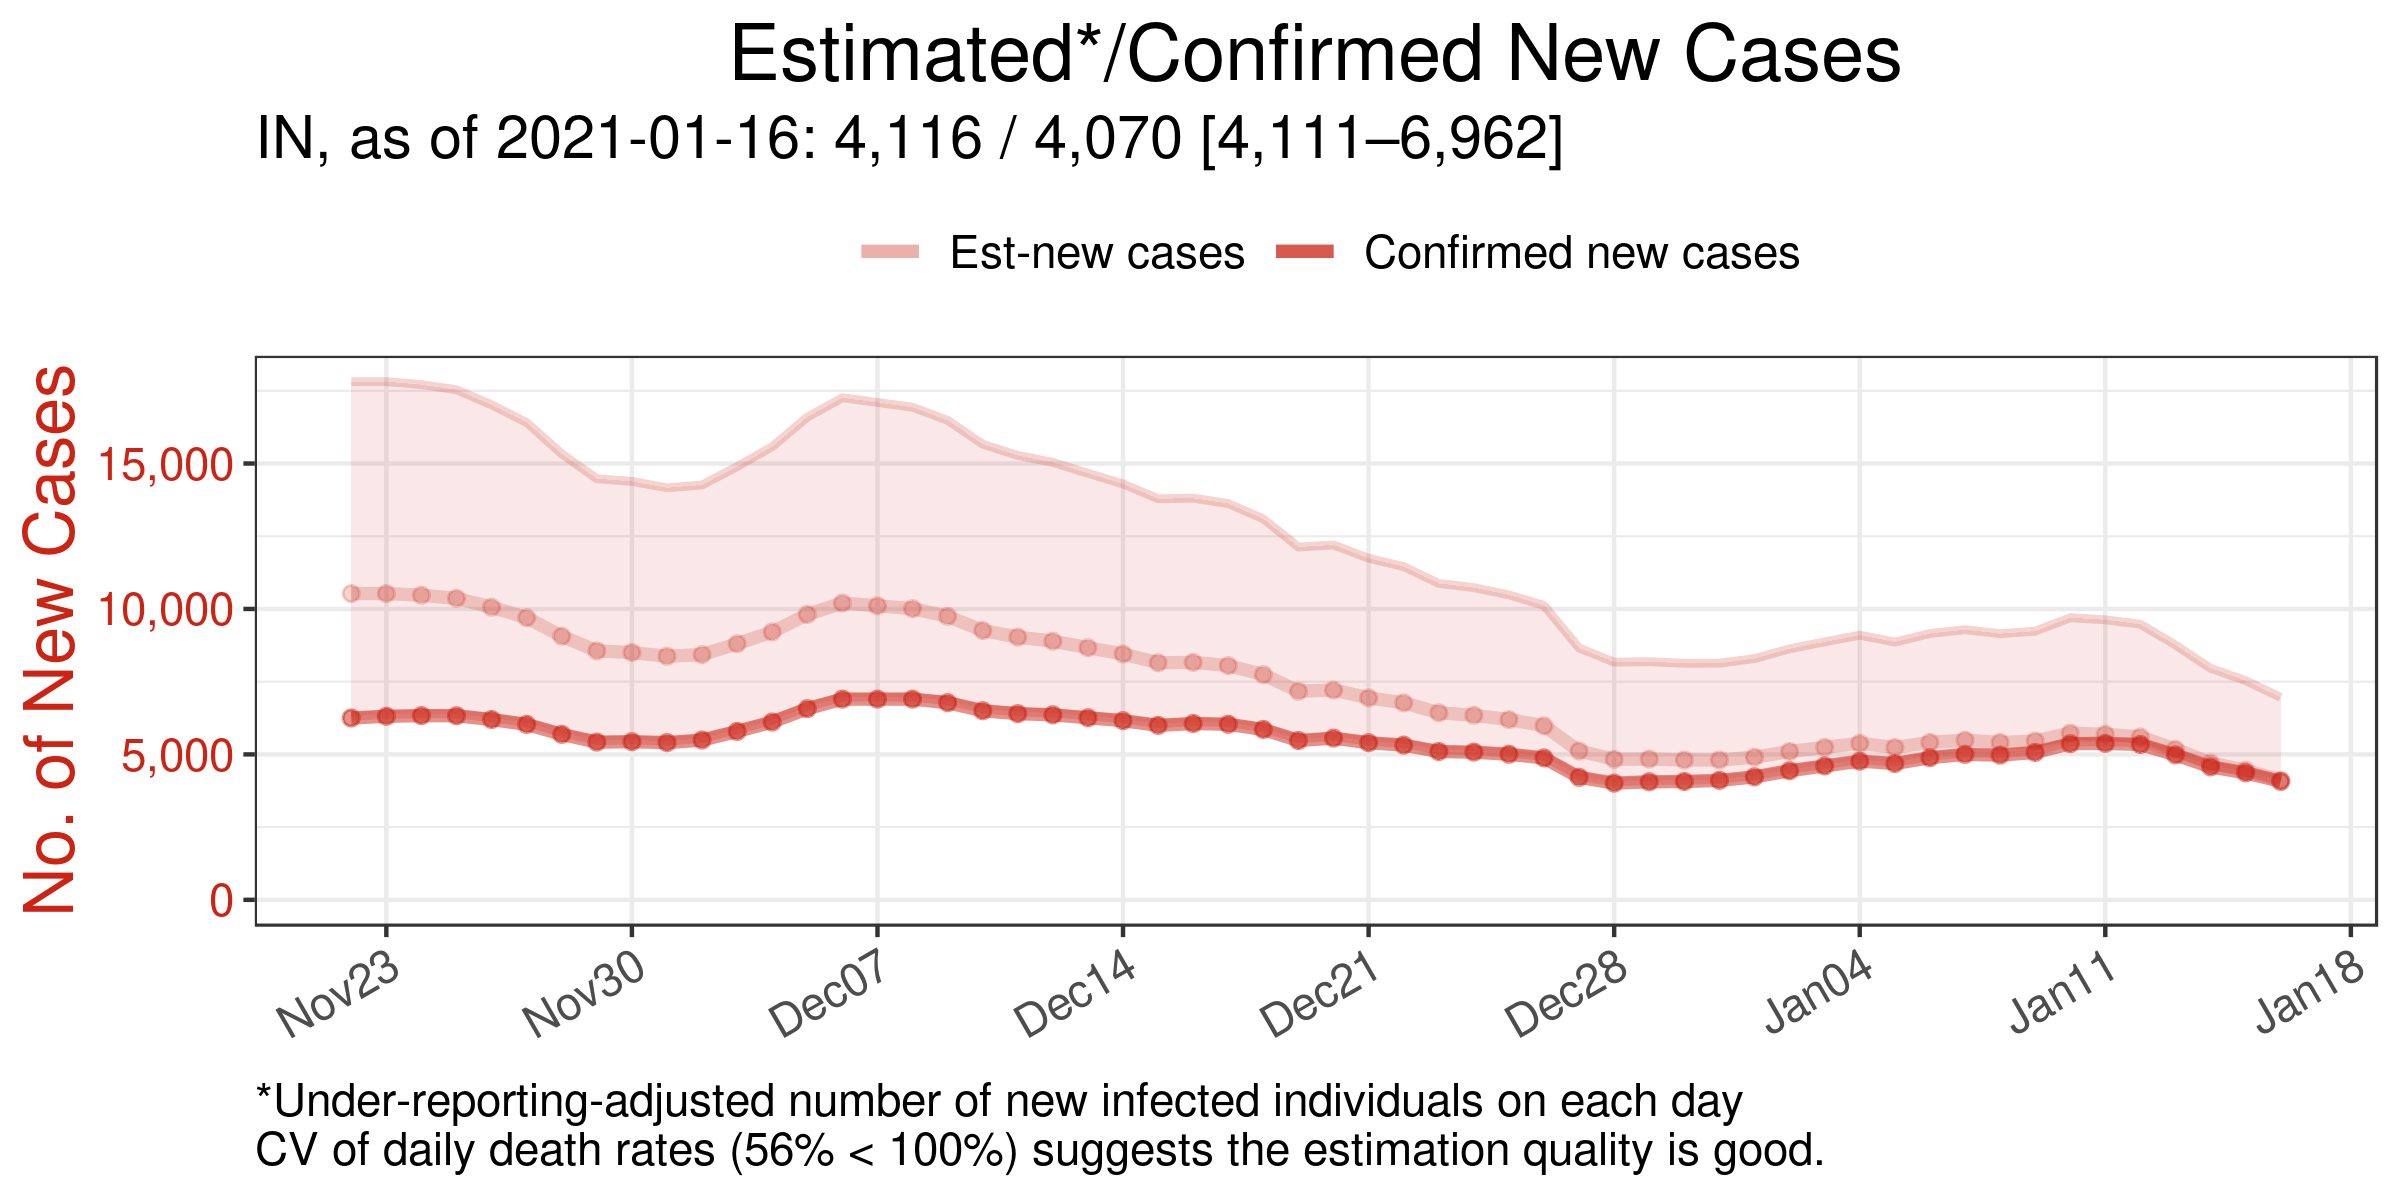 Estimated*/Confirmed New Cases
IN, as of 2021-01-16: 4,116 / 4,070 [4,111–6,962]
Est-new cases
Confirmed new cases
No. of New Cases
15,000
10,000
5,000
0
Nov23
Nov30
Dec07
Dec14
Dec21
Dec28
Jan04
Jan11
Jan18
*Under-reporting-adjusted number of new infected individuals on each day
CV of daily death rates (56% < 100%) suggests the estimation quality is good.